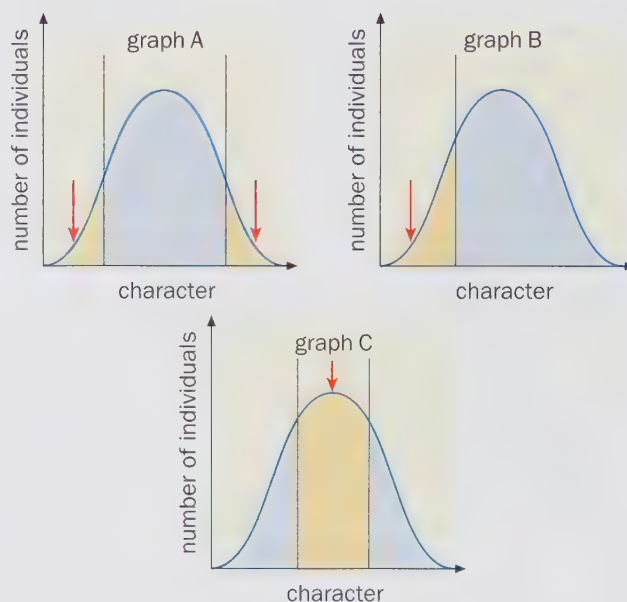 graph A
number of individuals
character
graph B
number of individuals
character
graph C
number of individuals
character